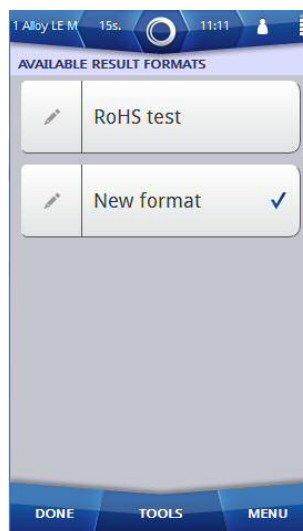 1 Alloy LE M 15s. 11:11
AVAILABLE RESULT FORMATS
RoHS test
New format
DONE TOOLS MENU